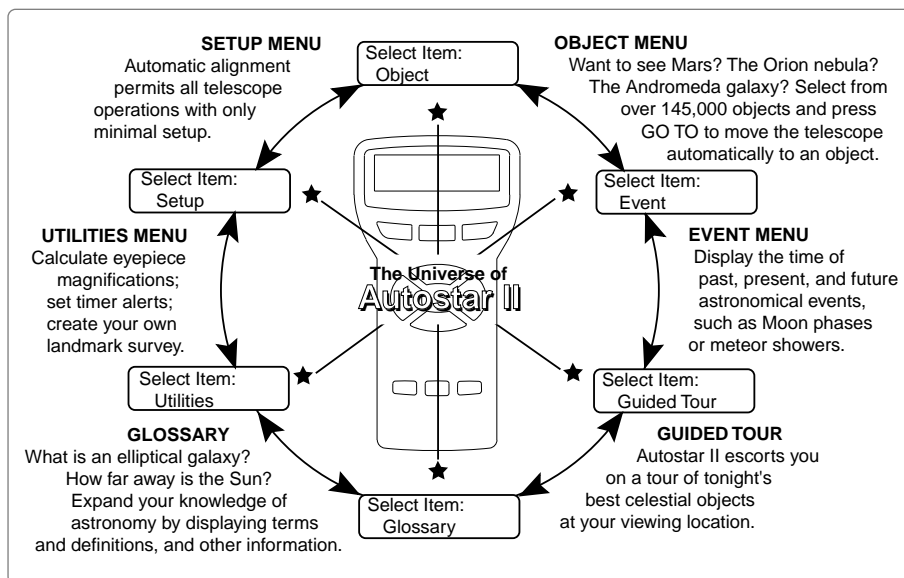 SETUP MENU
Automatic alignment
permits all telescope
operations with only
minimal setup.
Select Item:
Object
OBJECT MENU
Want to see Mars? The Orion nebula?
The Andromeda galaxy? Select from
over 145,000 objects and press
GO TO to move the telescope
automatically to an object.
Select Item:
Setup
Select Item:
Event
UTILITIES MENU
Calculate eyepiece
magnifications;
set timer alerts;
create your own
landmark survey.
The Universe of
Autostar II
EVENT MENU
Display the time of
past, present, and future
astronomical events,
such as Moon phases
or meteor showers.
Select Item:
Utilities
Select Item:
Guided Tour
GLOSSARY
What is an elliptical galaxy?
How far away is the Sun?
Expand your knowledge of
astronomy by displaying terms
and definitions, and other information.
Select Item:
Glossary
GUIDED TOUR
Autostar II escorts you
on a tour of tonight's
best celestial objects
at your viewing location.